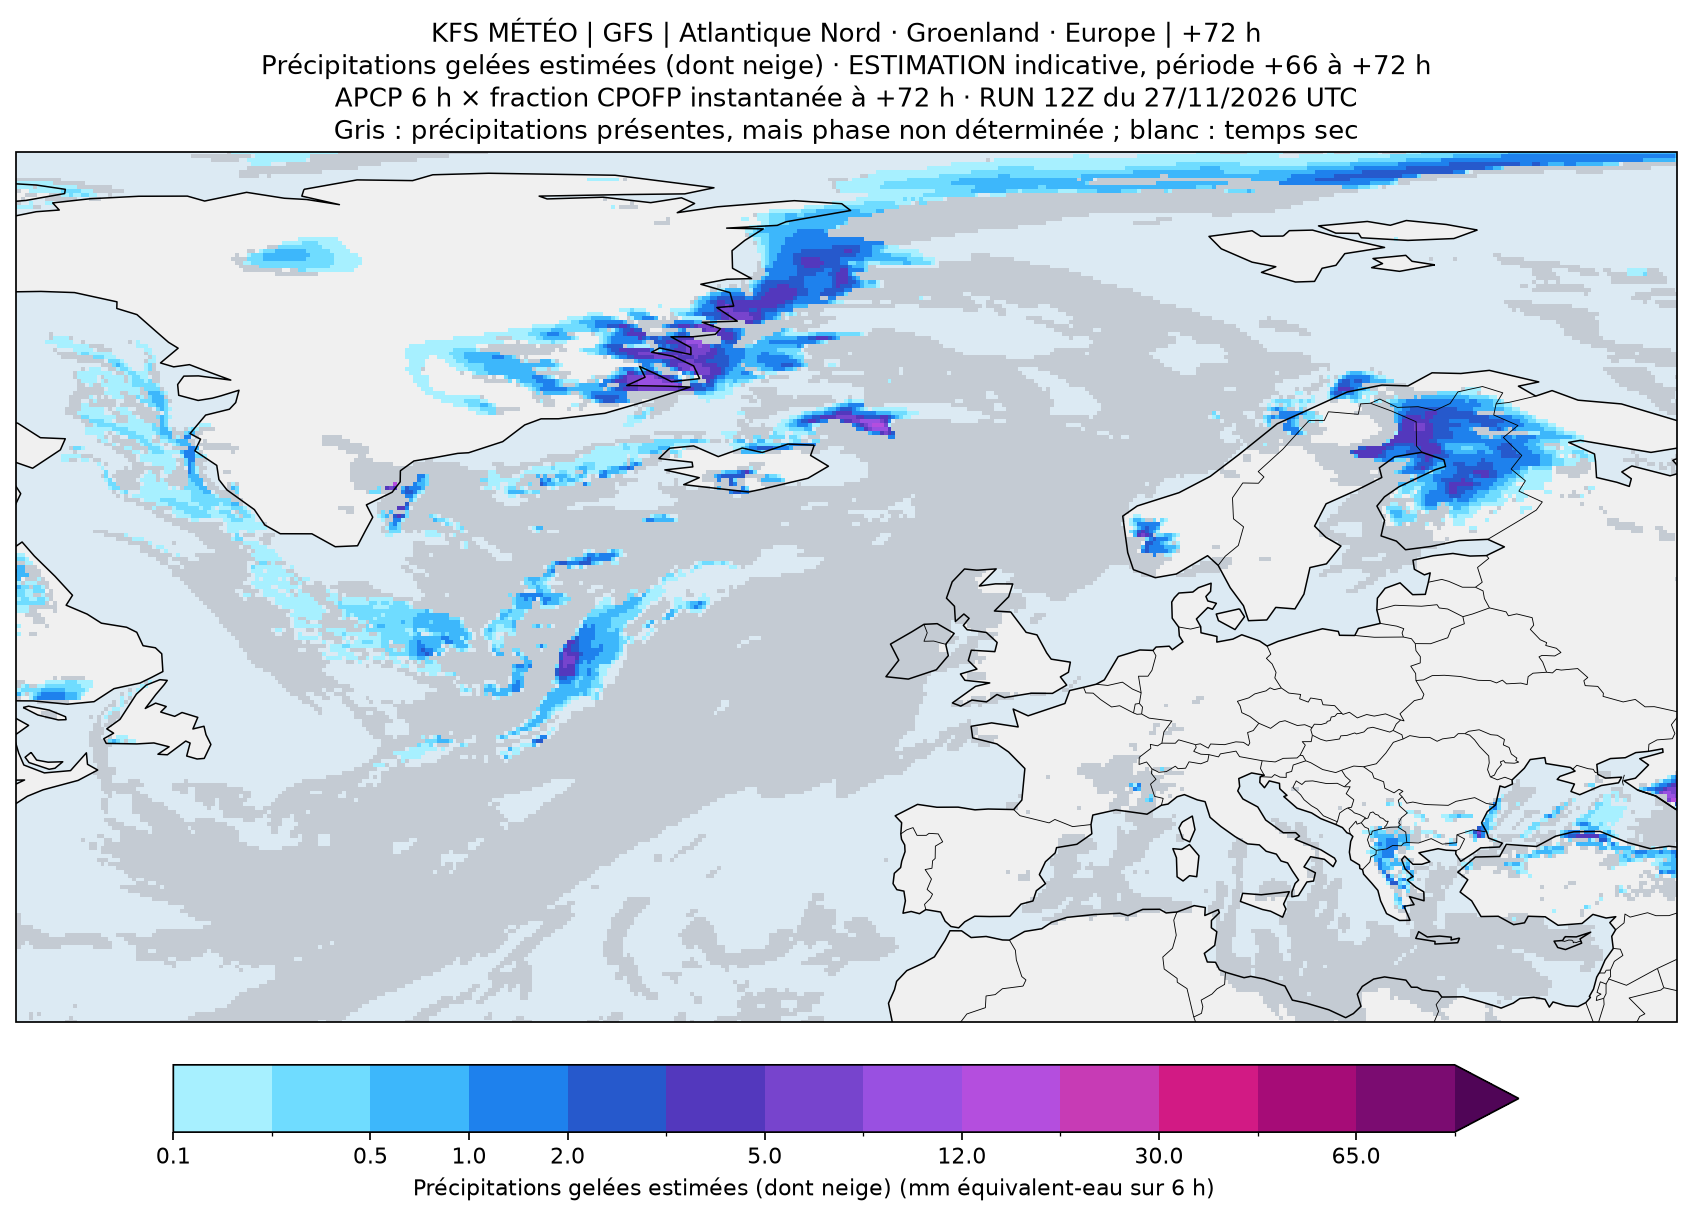 KFS MÉTÉO | GFS | Atlantique Nord · Groenland · Europe | +72 h
Précipitations gelées estimées (dont neige) · ESTIMATION indicative, période +66 à +72 h
APCP 6 h × fraction CPOFP instantanée à +72 h · RUN 12Z du 27/11/2026 UTC
Gris : précipitations présentes, mais phase non déterminée ; blanc : temps sec
0.1 0.5 1.0 2.0 5.0 12.0 30.0 65.0
Précipitations gelées estimées (dont neige) (mm équivalent-eau sur 6 h)